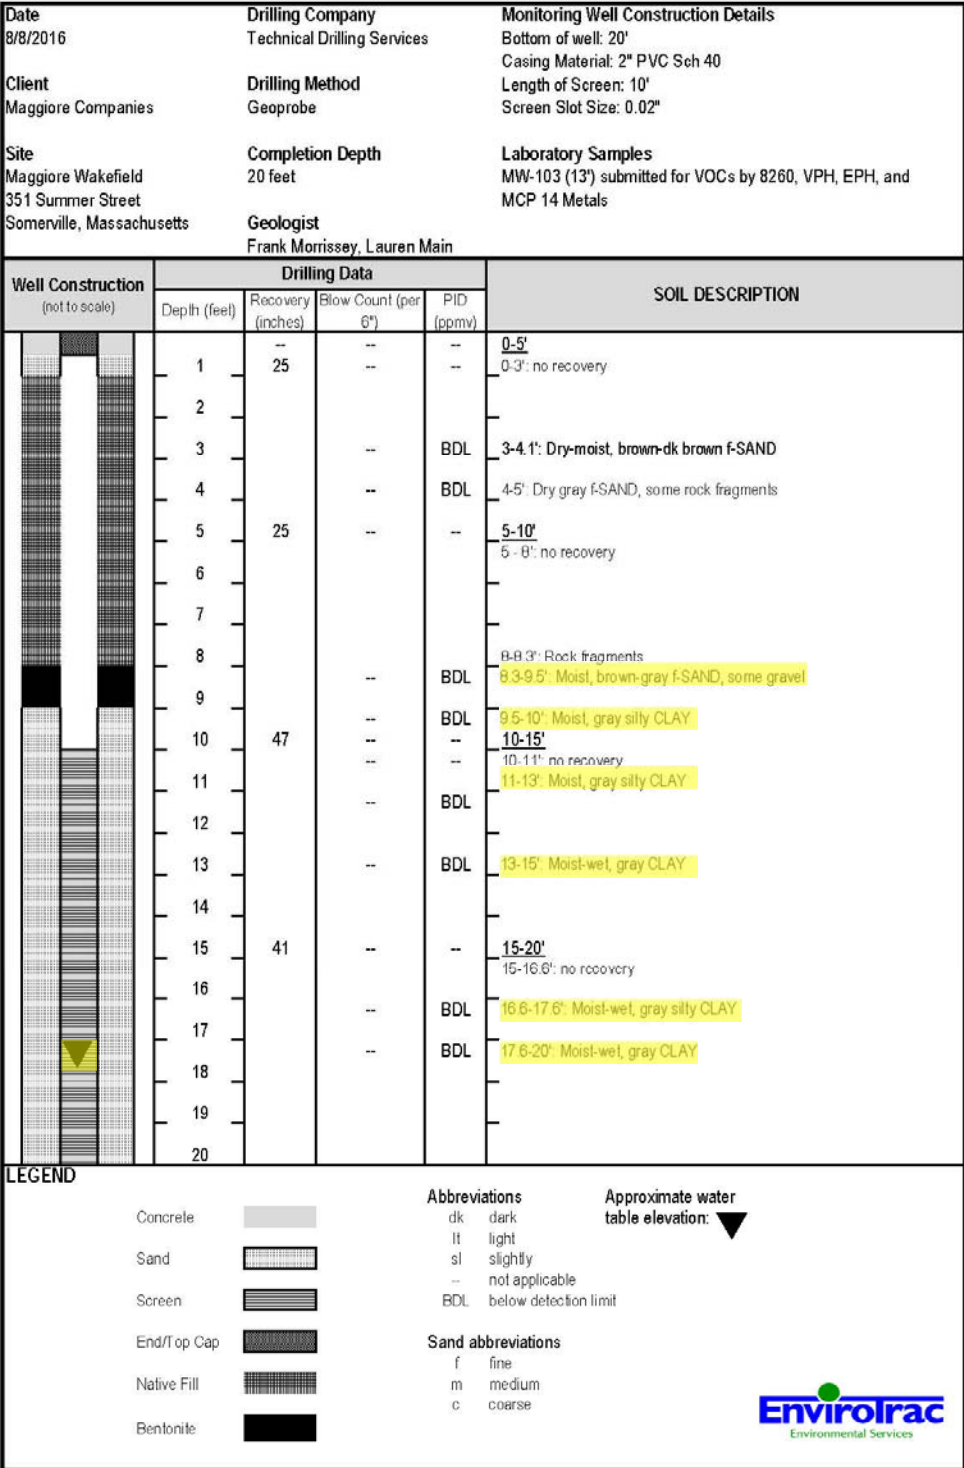 Date
8/8/2016
Client
Maggiore Companies
Site
Maggiore Wakefield
351 Summer Street
Somerville, Massachusetts
Drilling Company
Technical Drilling Services
Drilling Method
Geoprobe
Completion Depth
20 feet
Geologist
Frank Morrissey, Lauren Main
Monitoring Well Construction Details
Bottom of well: 20'
Casing Material: 2" PVC Sch 40
Length of Screen: 10'
Screen Slot Size: 0.02"
Laboratory Samples
MW-103 (13') submitted for VOCs by 8260, VPH, EPH, and
MCP 14 Metals
Well Construction
(not to scale)
Drilling Data
Depth (feet)
Recovery
(inches)
Blow Count (per
6")
PID
(ppmv)
SOIL DESCRIPTION
-- -- -- 0-5'
1 25 -- -- 0-3': no recovery
2
3 -- BDL 3-4.1': Dry-moist, brown-dk brown f-SAND
4 -- BDL 4-5': Dry gray f-SAND, some rock fragments
5 25 -- -- 5-10'
5 - 8': no recovery
6
7
8 8-8.3': Rock fragments
-- BDL 8.3-9.5': Moist, brown-gray f-SAND, some gravel
9
-- BDL 9.5-10': Moist, gray silty CLAY
10 47 -- -- 10-15'
-- -- 10-11': no recovery
11 11-13': Moist, gray silty CLAY
-- BDL
12
13 -- BDL 13-15': Moist-wet, gray CLAY
14
15 41 -- -- 15-20'
15-16.6': no recovery
16
-- BDL 16.6-17.6': Moist-wet, gray silty CLAY
17
-- BDL 17.6-20': Moist-wet, gray CLAY
18
19
20
LEGEND
Concrete
Sand
Screen
End/Top Cap
Native Fill
Bentonite
Abbreviations
dk dark
lt light
sl slightly
-- not applicable
BDL below detection limit
Sand abbreviations
f fine
m medium
c coarse
Approximate water
table elevation:
EnviroTrac
Environmental Services